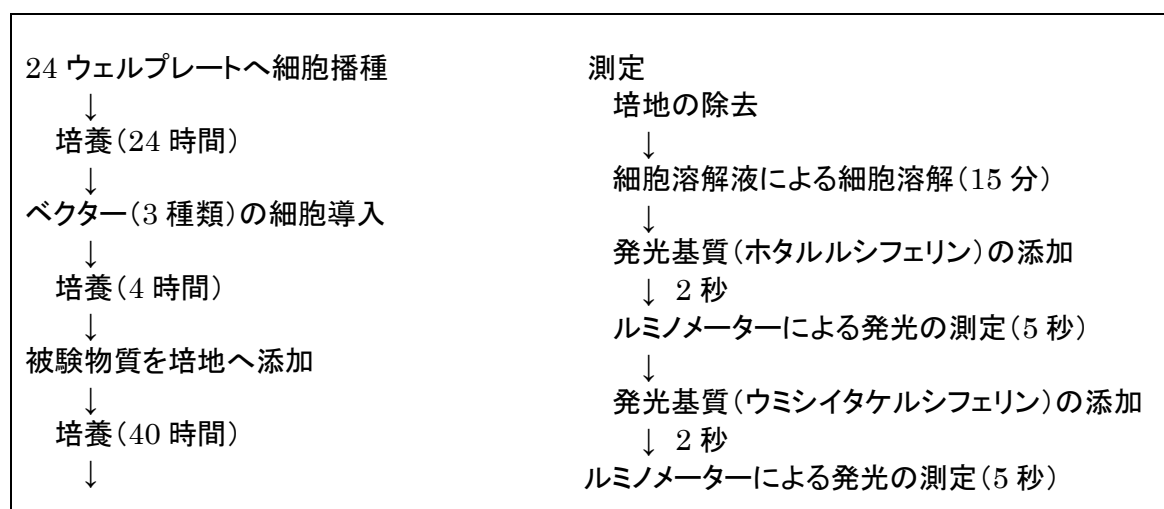 24 ウェルプレートへ細胞播種
↓
培養(24 時間)
↓
ベクター(3 種類)の細胞導入
↓
培養(4 時間)
↓
被験物質を培地へ添加
↓
培養(40 時間)
↓
測定
培地の除去
↓
細胞溶解液による細胞溶解(15 分)
↓
発光基質(ホタルルシフェリン)の添加
↓ 2 秒
ルミノメーターによる発光の測定(5 秒)
↓
発光基質(ウミシイタケルシフェリン)の添加
↓ 2 秒
ルミノメーターによる発光の測定(5 秒)